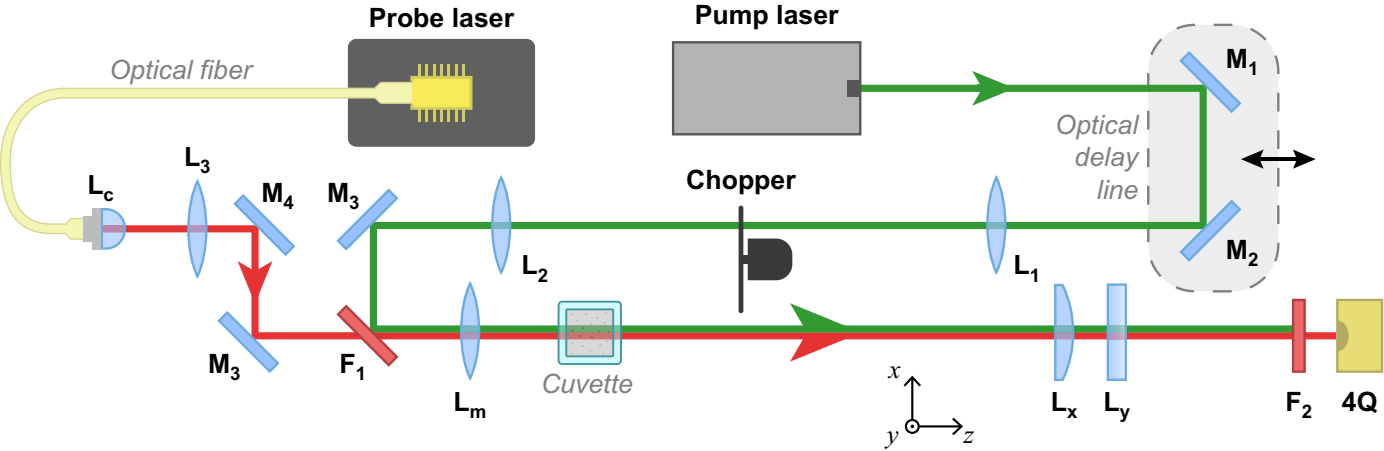 Probe laser
Pump laser
Optical fiber
M1
Optical
delay
line
L3
Lc
M4
M3
Chopper
L2
L1
M2
M3
F1
Lm
Cuvette
x
y
z
Lx
Ly
F2
4Q